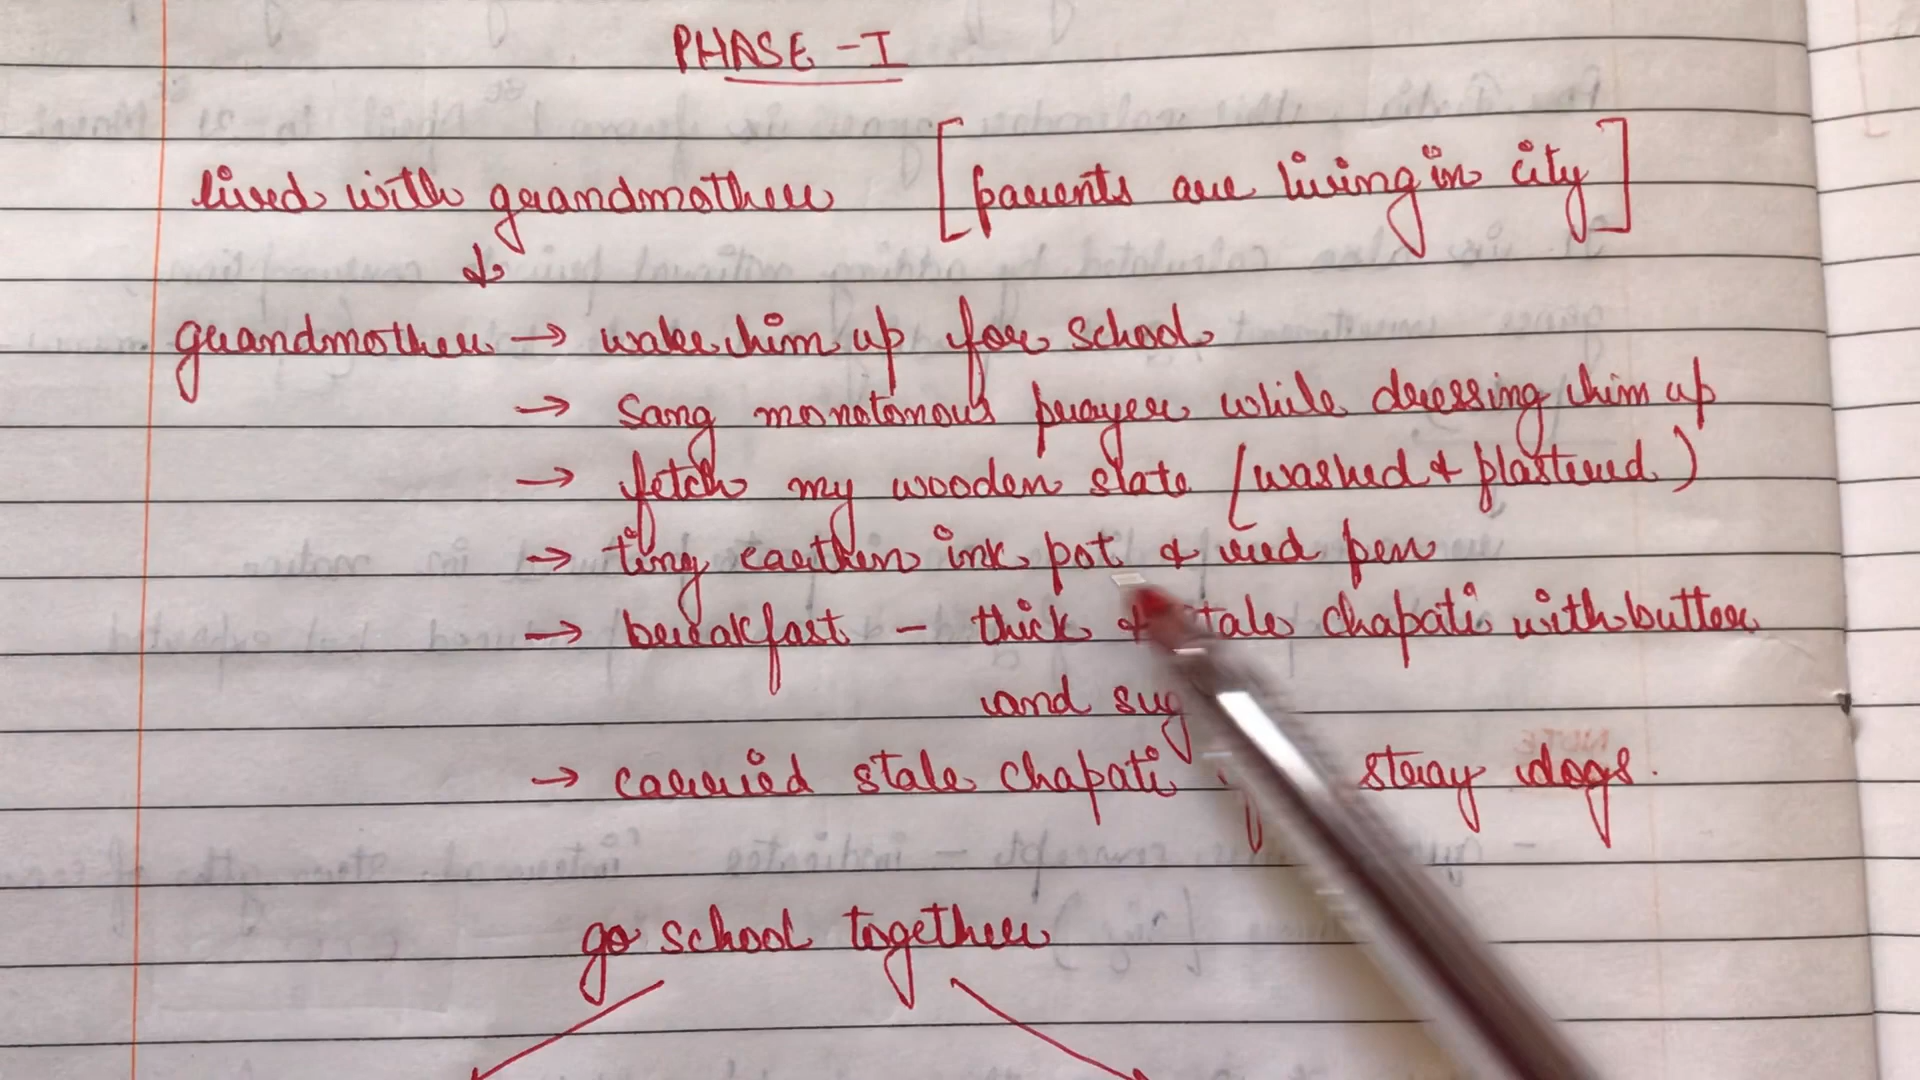 PHASE - I
lived with grandmother [parents are living in city]
↓
grandmother → wake him up for school
→ sang monotonous prayer while dressing him up
→ fetch my wooden slate (washed & plastered)
→ tiny earthen ink pot & red pen
→ breakfast - thick & stale chapati with butter
and sug
→ carried stale chapati stray dogs.
go school together